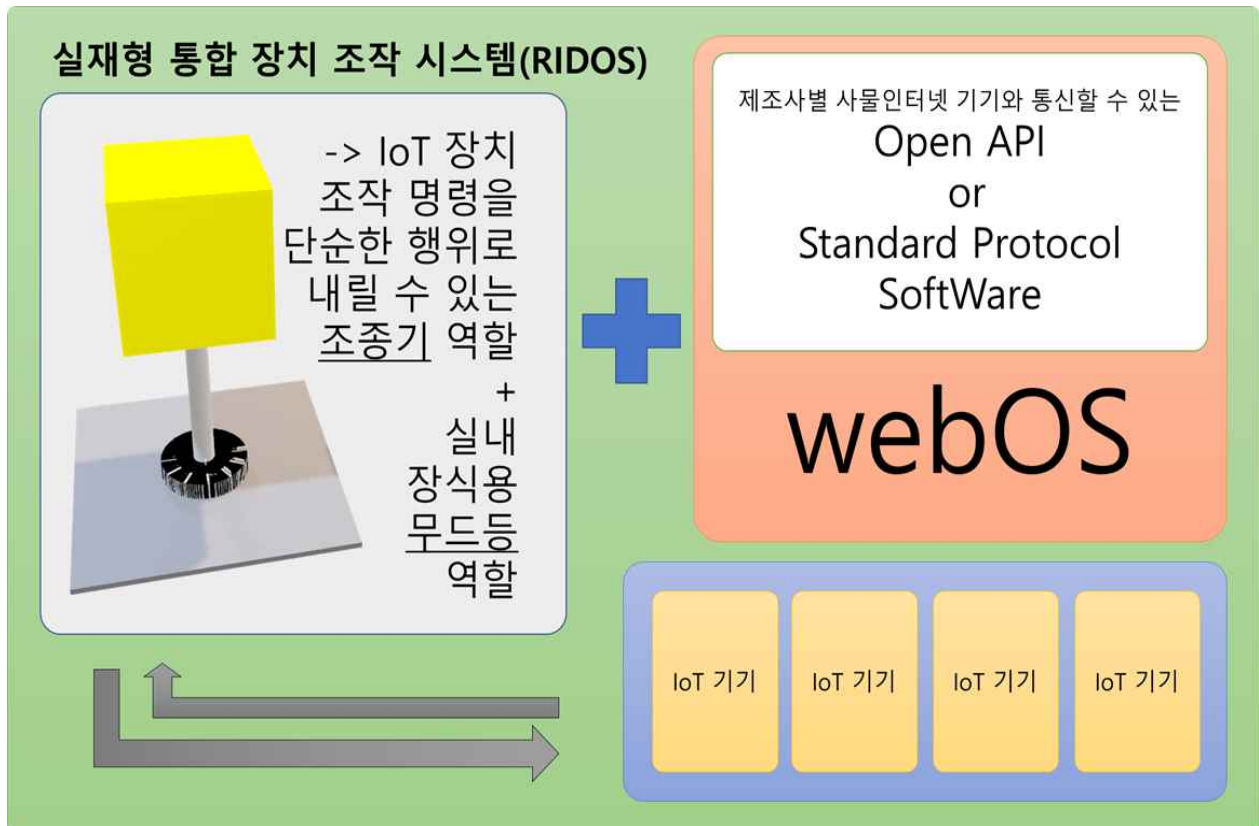 실재형 통합 장치 조작 시스템(RIDOS)
-> IoT 장치
조작 명령을
단순한 행위로
내릴 수 있는
조종기 역할
+
실내
장식용
무드등
역할
제조사별 사물인터넷 기기와 통신할 수 있는
Open API
or
Standard Protocol
SoftWare
webOS
IoT 기기
IoT 기기
IoT 기기
IoT 기기